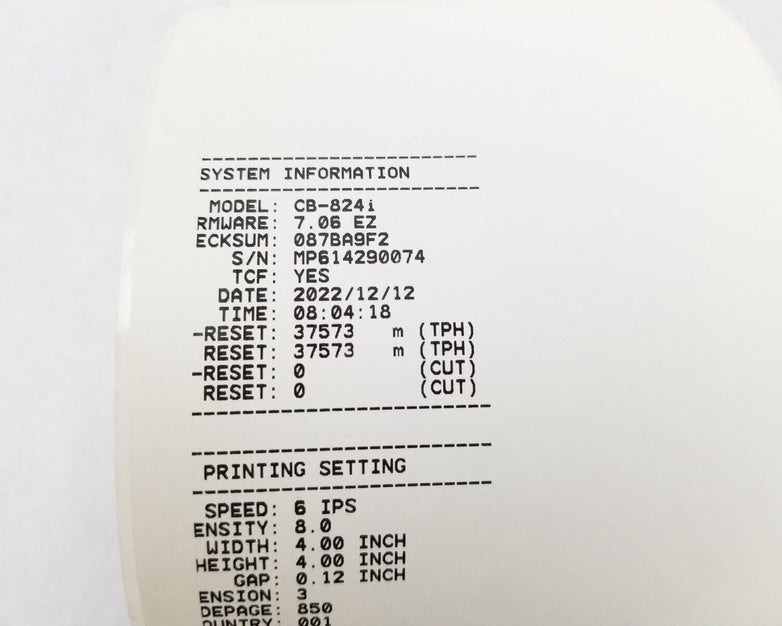 -----------------------------
SYSTEM INFORMATION
-----------------------------
MODEL: CB-824i
RMWARE: 7.06 EZ
ECKSUM: 087BA9F2
S/N: MP614290074
TCF: YES
DATE: 2022/12/12
TIME: 08:04:18
-RESET: 37573 m (TPH)
RESET: 37573 m (TPH)
-RESET: 0 (CUT)
RESET: 0 (CUT)
-----------------------------
-----------------------------
PRINTING SETTING
-----------------------------
SPEED: 6 IPS
ENSITY: 8.0
WIDTH: 4.00 INCH
HEIGHT: 4.00 INCH
GAP: 0.12 INCH
ENSION: 3
DEPAGE: 850
OUNTRY: 001